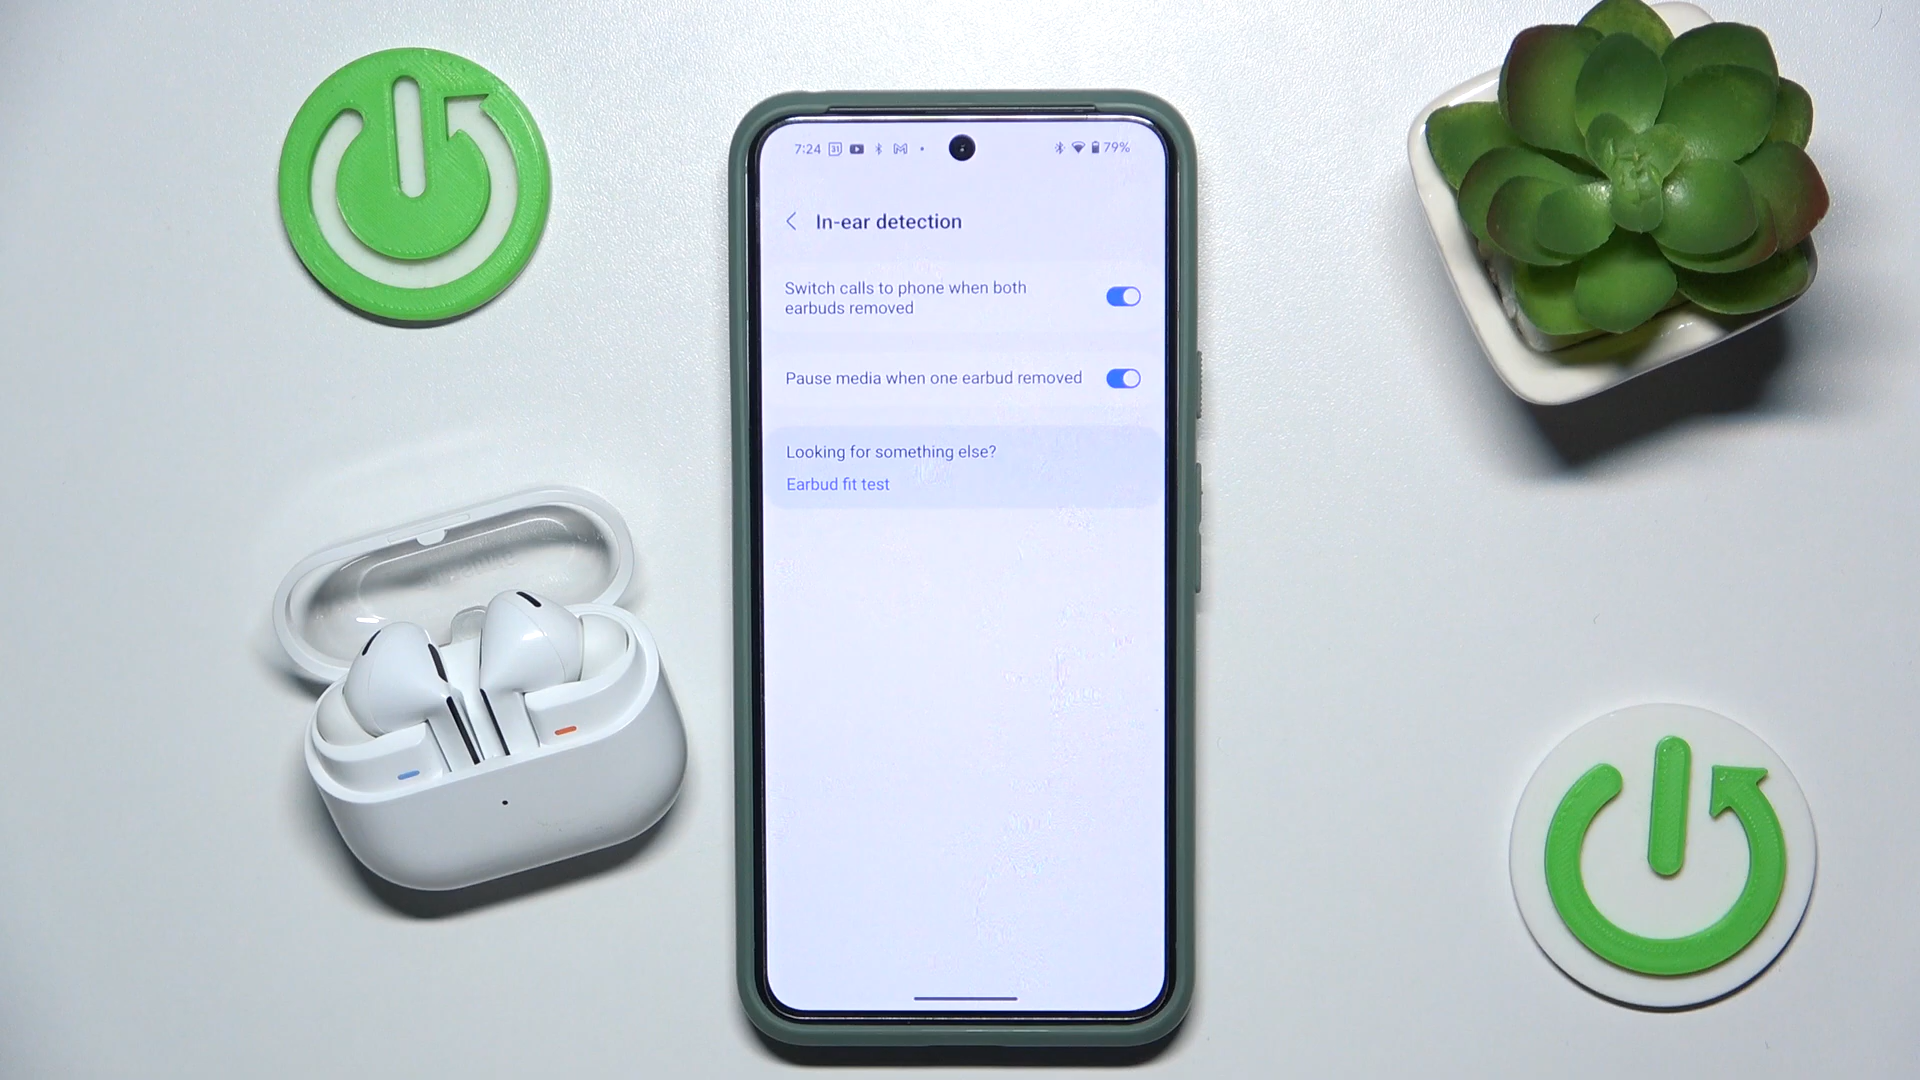 7:24 31 79%
In-ear detection
Switch calls to phone when both
earbuds removed
Pause media when one earbud removed
Looking for something else?
Earbud fit test